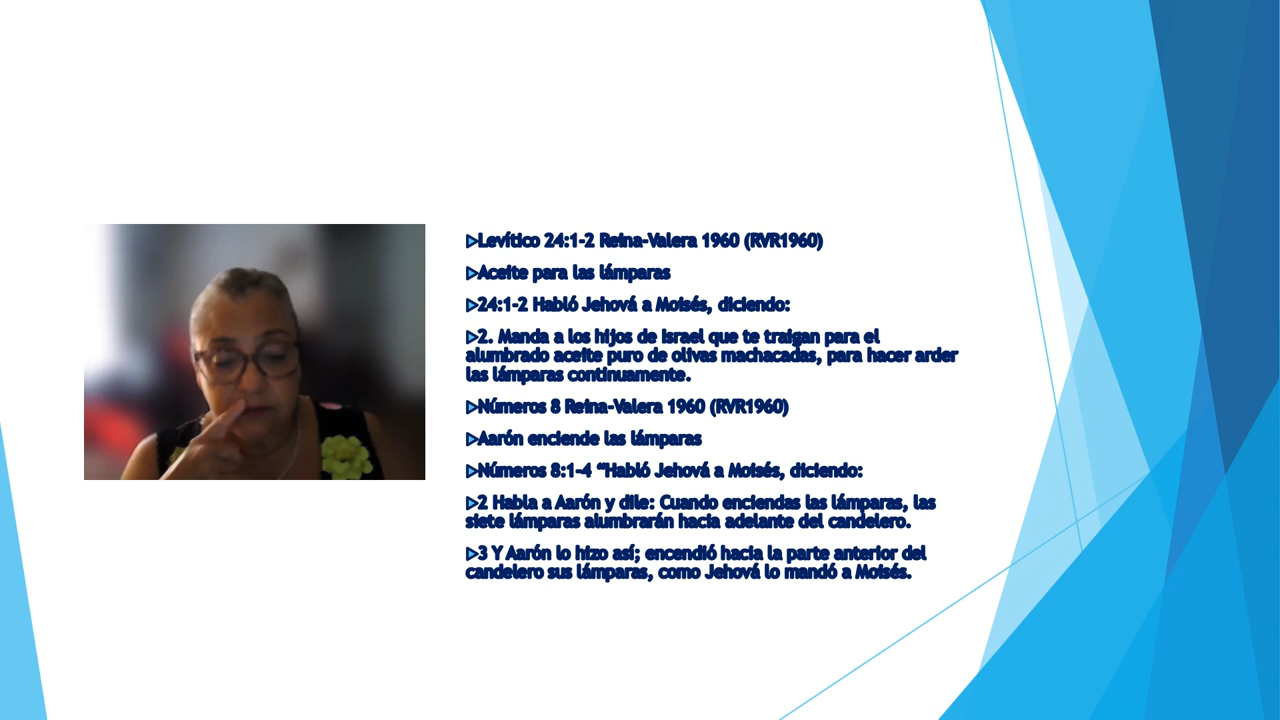 Levítico 24:1-2 Reina-Valera 1960 (RVR1960)
Aceite para las lámparas
24:1-2 Habló Jehová a Moisés, diciendo:
2. Manda a los hijos de Israel que te traigan para el
alumbrado aceite puro de olivas machacadas, para hacer arder
las lámparas continuamente.
Números 8 Reina-Valera 1960 (RVR1960)
Aarón enciende las lámparas
Números 8:1-4 “Habló Jehová a Moisés, diciendo:
2 Habla a Aarón y dile: Cuando enciendas las lámparas, las
siete lámparas alumbrarán hacia adelante del candelero.
3 Y Aarón lo hizo así; encendió hacia la parte anterior del
candelero sus lámparas, como Jehová lo mandó a Moisés.